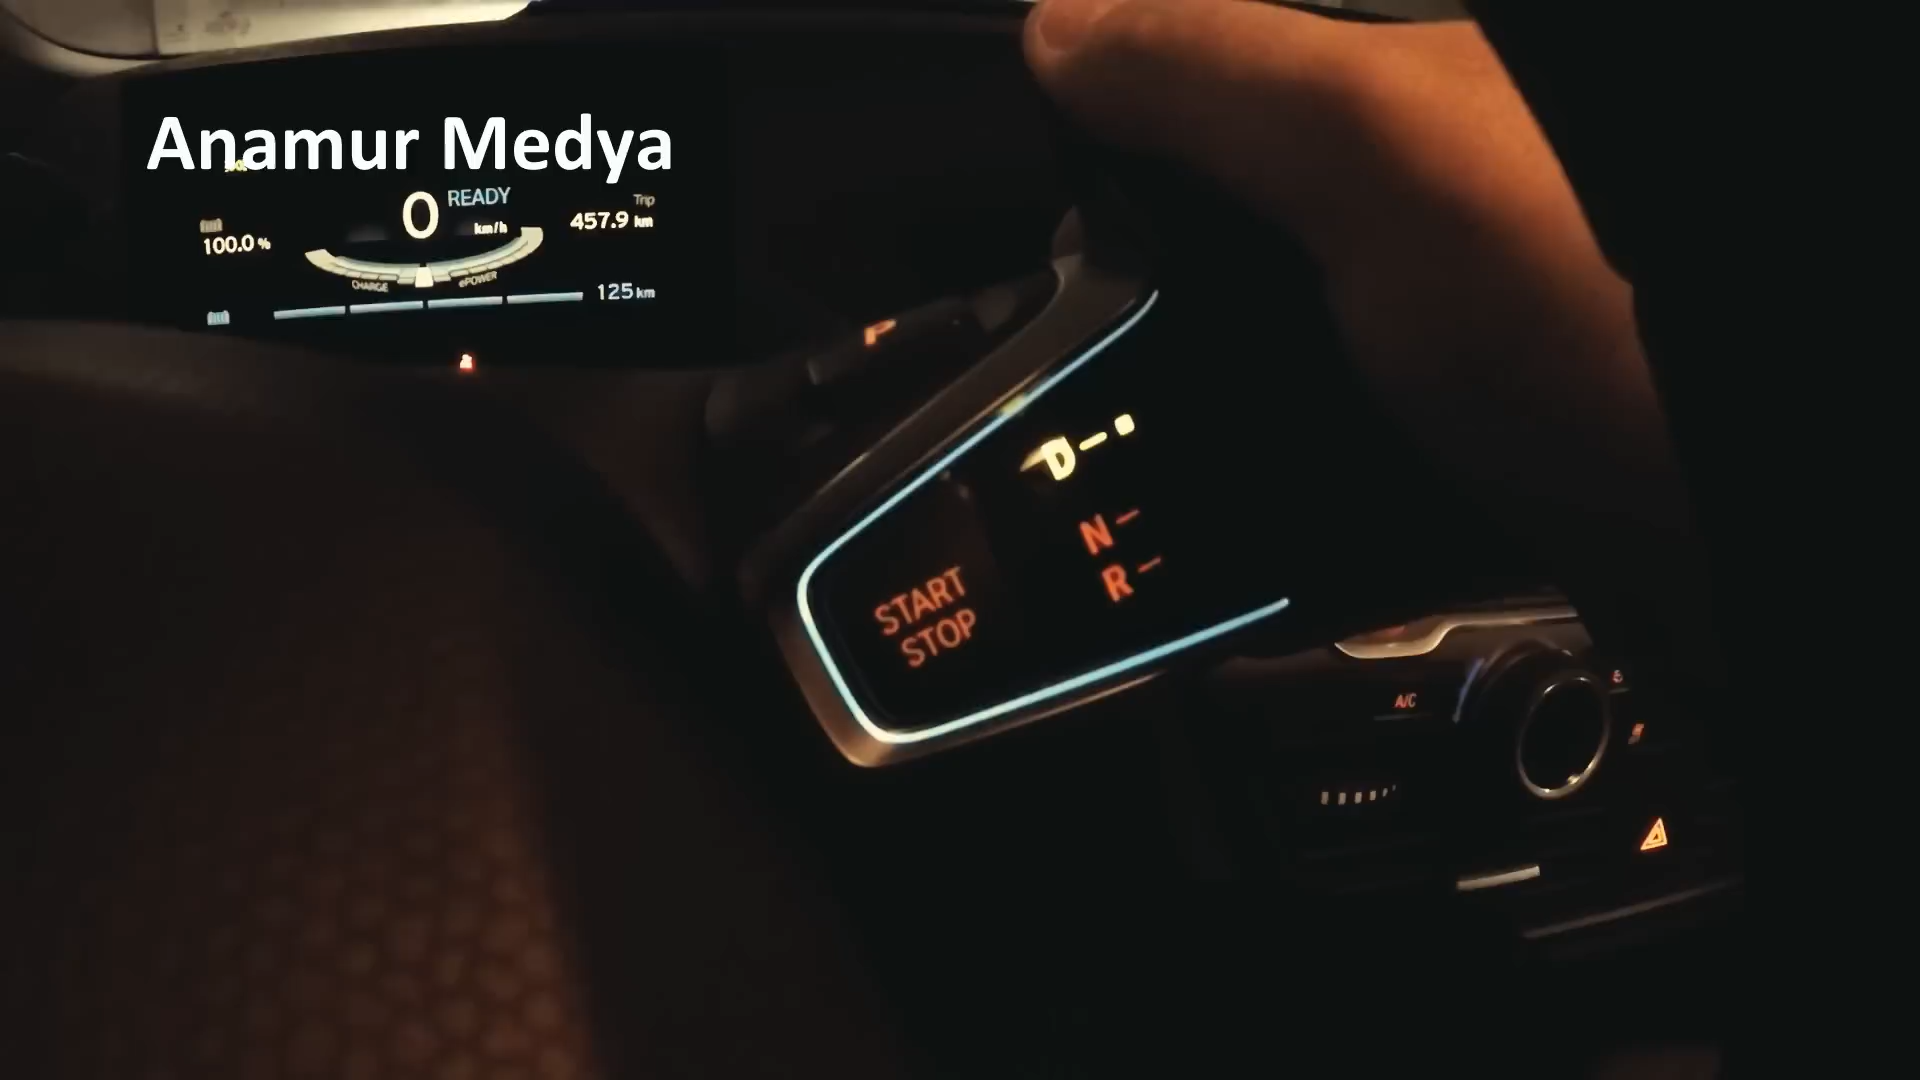 Anamur Medya
0 READY
km/h
Trip
457.9 km
100.0 %
CHARGE
ePOWER
125 km
P
D
N
R
START
STOP
A/C